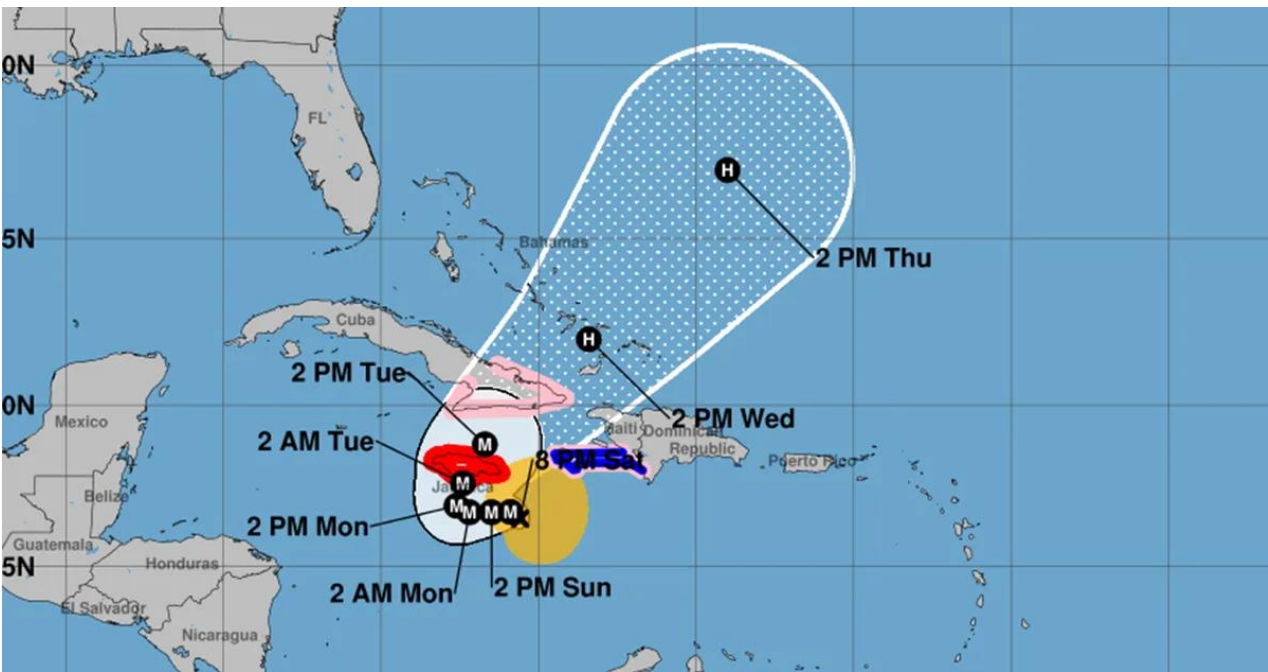 0N
FL
5N
Bahamas
2 PM Thu
Cuba
2 PM Tue
0N
Mexico
2 PM Wed
2 AM Tue
Haiti
Dominican
Republic
8 PM Sat
Puerto Rico
Jamaica
Belize
M
M
M
M
M
M
H
H
2 PM Mon
Guatemala
Honduras
5N
2 AM Mon
2 PM Sun
El Salvador
Nicaragua